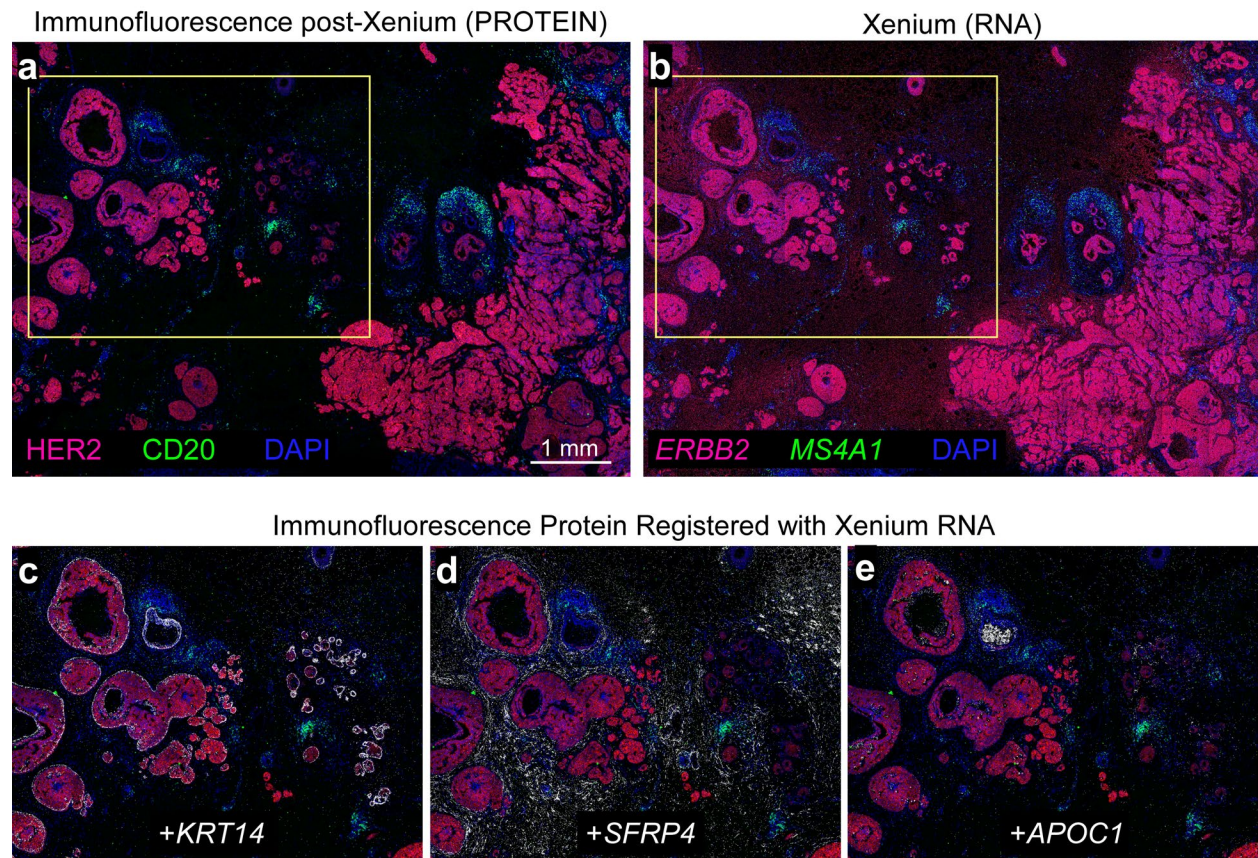 Immunofluorescence post-Xenium (PROTEIN)
Xenium (RNA)
a
b
HER2 CD20 DAPI
1 mm
ERBB2 MS4A1 DAPI
Immunofluorescence Protein Registered with Xenium RNA
c
d
e
+KRT14
+SFRP4
+APOC1